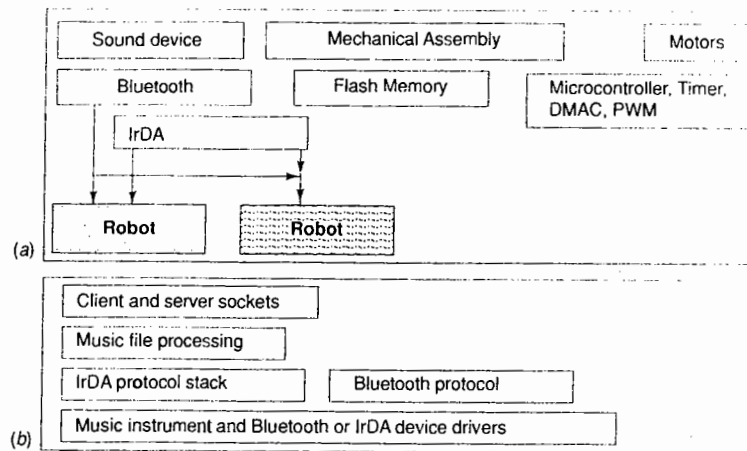 Sound device
Mechanical Assembly
Motors
Bluetooth
Flash Memory
Microcontroller, Timer,
DMAC, PWM
IrDA
Robot
Robot
(a)
Client and server sockets
Music file processing
IrDA protocol stack
Bluetooth protocol
Music instrument and Bluetooth or IrDA device drivers
(b)